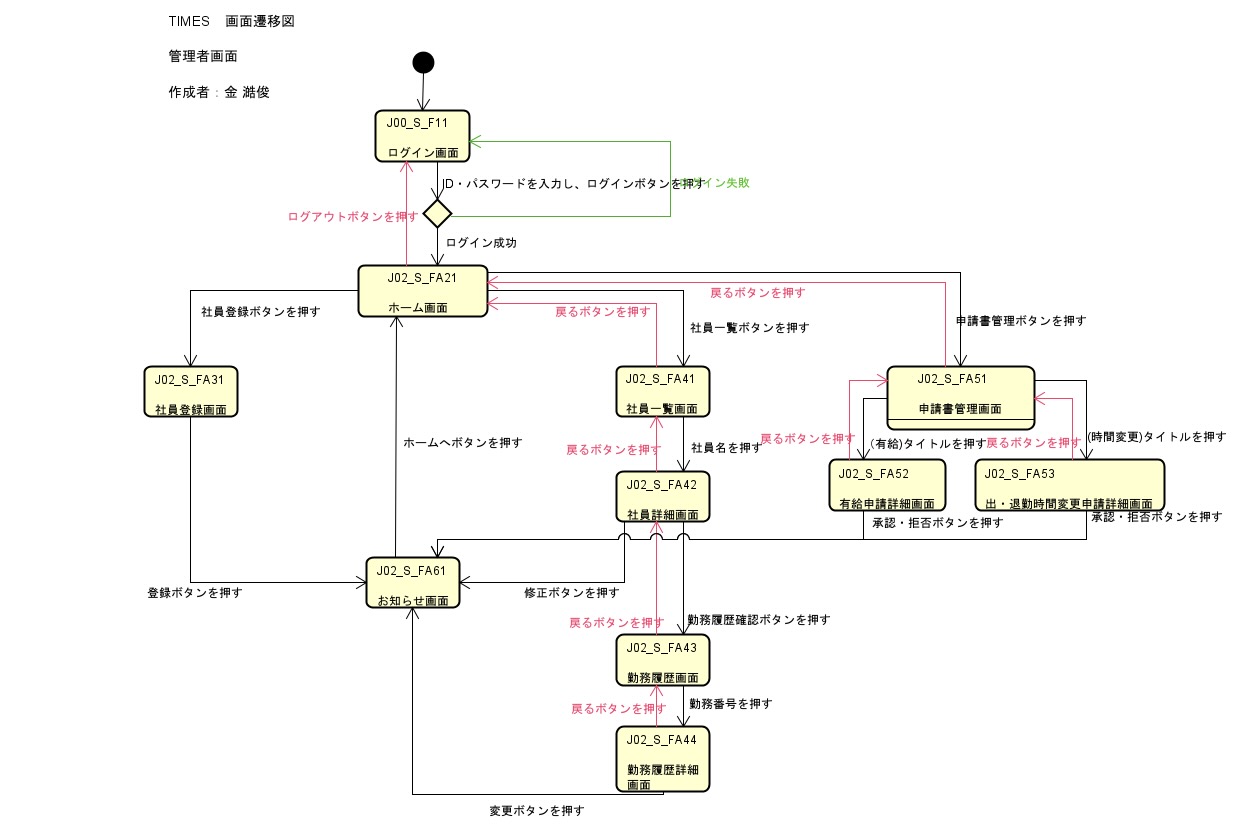 TIMES　画面遷移図
管理者画面
作成者：金 澔俊
J00_S_F11
ログイン画面
ID・パスワードを入力し、ログインボタンを押す
ログイン失敗
ログアウトボタンを押す
ログイン成功
J02_S_FA21
ホーム画面
戻るボタンを押す
戻るボタンを押す
社員登録ボタンを押す
社員一覧ボタンを押す
申請書管理ボタンを押す
J02_S_FA31
社員登録画面
J02_S_FA41
社員一覧画面
J02_S_FA51
申請書管理画面
ホームへボタンを押す
戻るボタンを押す
社員名を押す
戻るボタンを押す
(有給)タイトルを押す
戻るボタンを押す
(時間変更)タイトルを押す
J02_S_FA42
社員詳細画面
J02_S_FA52
有給申請詳細画面
J02_S_FA53
出・退勤時間変更申請詳細画面
承認・拒否ボタンを押す
承認・拒否ボタンを押す
J02_S_FA61
お知らせ画面
登録ボタンを押す
修正ボタンを押す
戻るボタンを押す
勤務履歴確認ボタンを押す
J02_S_FA43
勤務履歴画面
戻るボタンを押す
勤務番号を押す
J02_S_FA44
勤務履歴詳細
画面
変更ボタンを押す